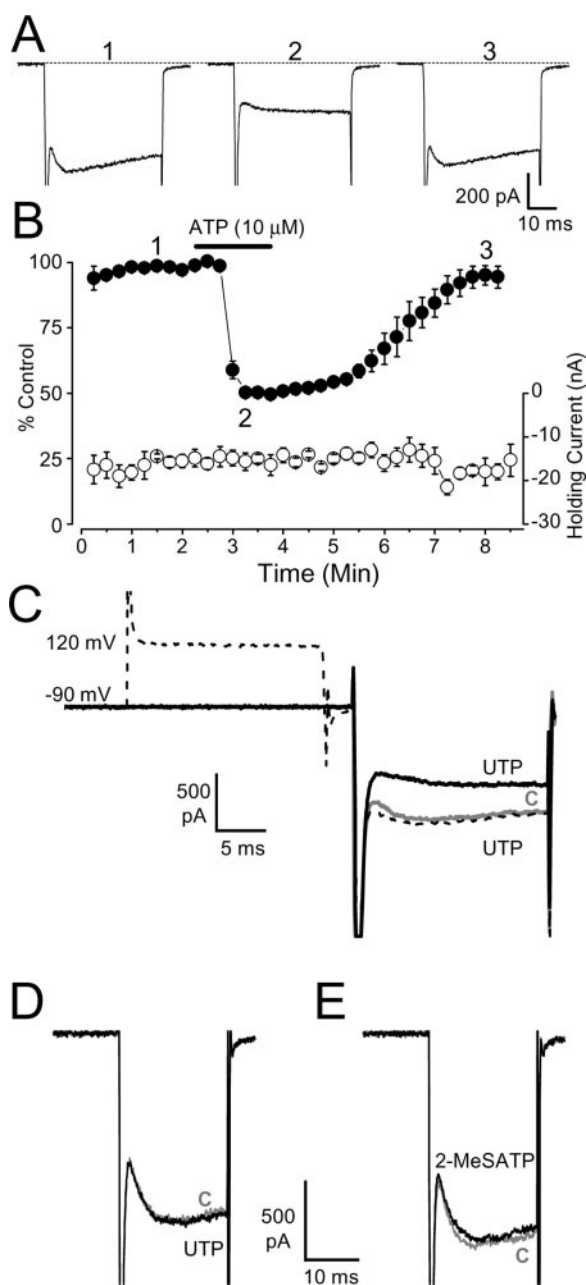 A
1 2 3
200 pA
10 ms
B
ATP (10 μM)
1 3
2
% Control
100
75
50
25
0
0
-10
-20
-30
Holding Current (nA)
0 1 2 3 4 5 6 7 8
Time (Min)
C
120 mV
-90 mV
500
pA
5 ms
UTP
C
UTP
D
C
UTP
500
pA
10 ms
E
2-MeSATP
C